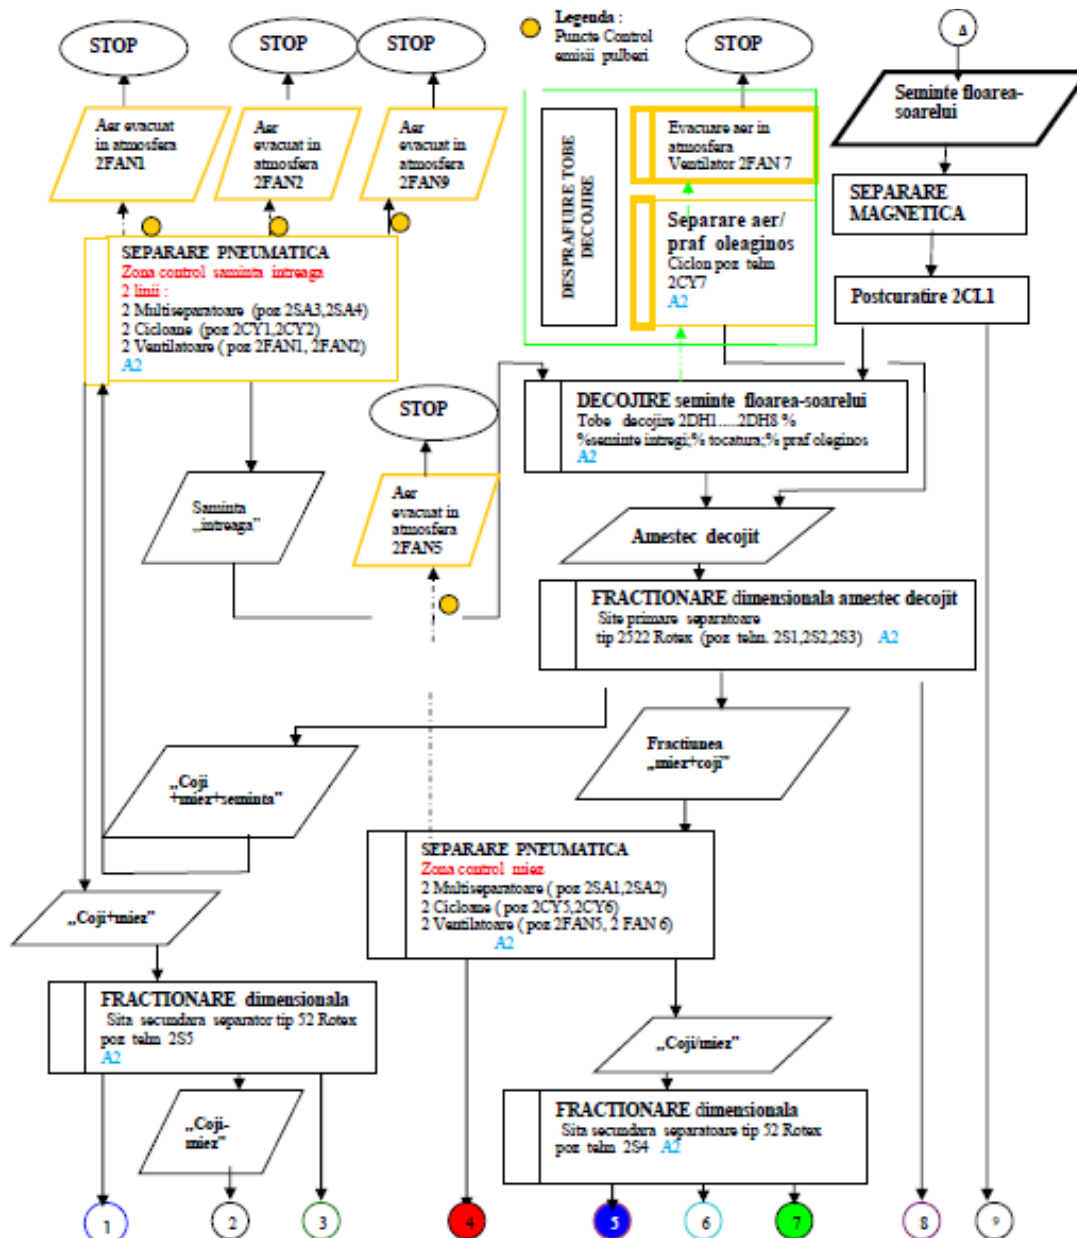 STOP
STOP
STOP
Legenda :
Puncte Control
emisii pulberi
STOP
A
Aer evacuat
in atmosfera
2FAN1
Aer
evacuat in
atmosfera
2FAN2
Aer
evacuat in
atmosfera
2FAN9
DESPRAFUIRE TOBE
DECOJIRE
Evacuare aer in
atmosfera
Ventilator 2FAN 7
Seminte floarea-
soarelui
SEPARARE
MAGNETICA
Separare aer/
praf oleaginos
Ciclon poz tehn
2CY7
A2
Postcuratire 2CL1
SEPARARE PNEUMATICA
Zona control saminta intreaga
2 linii :
2 Multiseparatoare (poz 2SA3,2SA4)
2 Cicloane (poz 2CY1,2CY2)
2 Ventilatoare ( poz 2FAN1, 2FAN2)
A2
STOP
DECOJIRE seminte floarea-soarelui
Tobe decojire 2DH1.....2DH8 %
%seminte intregi;% tocatura;% praf oleginos
A2
Saminta
„intreaga”
Aer
evacuat in
atmosfera
2FAN5
Amestec decojit
FRACTIONARE dimensionala amestec decojit
Site primare separatoare
tip 2522 Rotex (poz tehn. 2S1,2S2,2S3) A2
„Coji
+miez+seminta”
Fractiunea
„miez+coji”
SEPARARE PNEUMATICA
Zona control miez
2 Multiseparatoare ( poz 2SA1,2SA2)
2 Cicloane ( poz 2CY5,2CY6)
2 Ventilatoare ( poz 2FAN5, 2 FAN 6)
A2
„Coji+miez”
FRACTIONARE dimensionala
Sita secundara separator tip 52 Rotex
poz tehn 2S5
A2
„Coji/miez”
„Coji-
miez”
FRACTIONARE dimensionala
Sita secundara separatoare tip 52 Rotex
poz tehn 2S4 A2
1
2
3
4
5
6
7
8
9